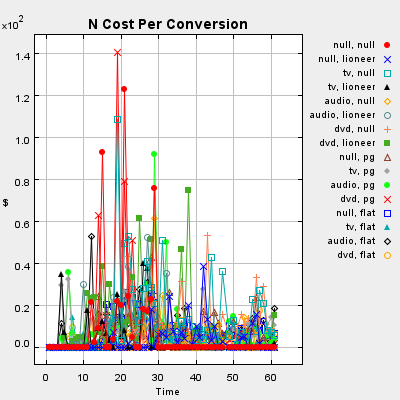 N Cost Per Conversion
×10²
1.4
1.2
1.0
0.8
0.6
0.4
0.2
0.0
$
0 10 20 30 40 50 60
Time
null, null
null, lioneer
tv, null
tv, lioneer
audio, null
audio, lioneer
dvd, null
dvd, lioneer
null, pg
tv, pg
audio, pg
dvd, pg
null, flat
tv, flat
audio, flat
dvd, flat